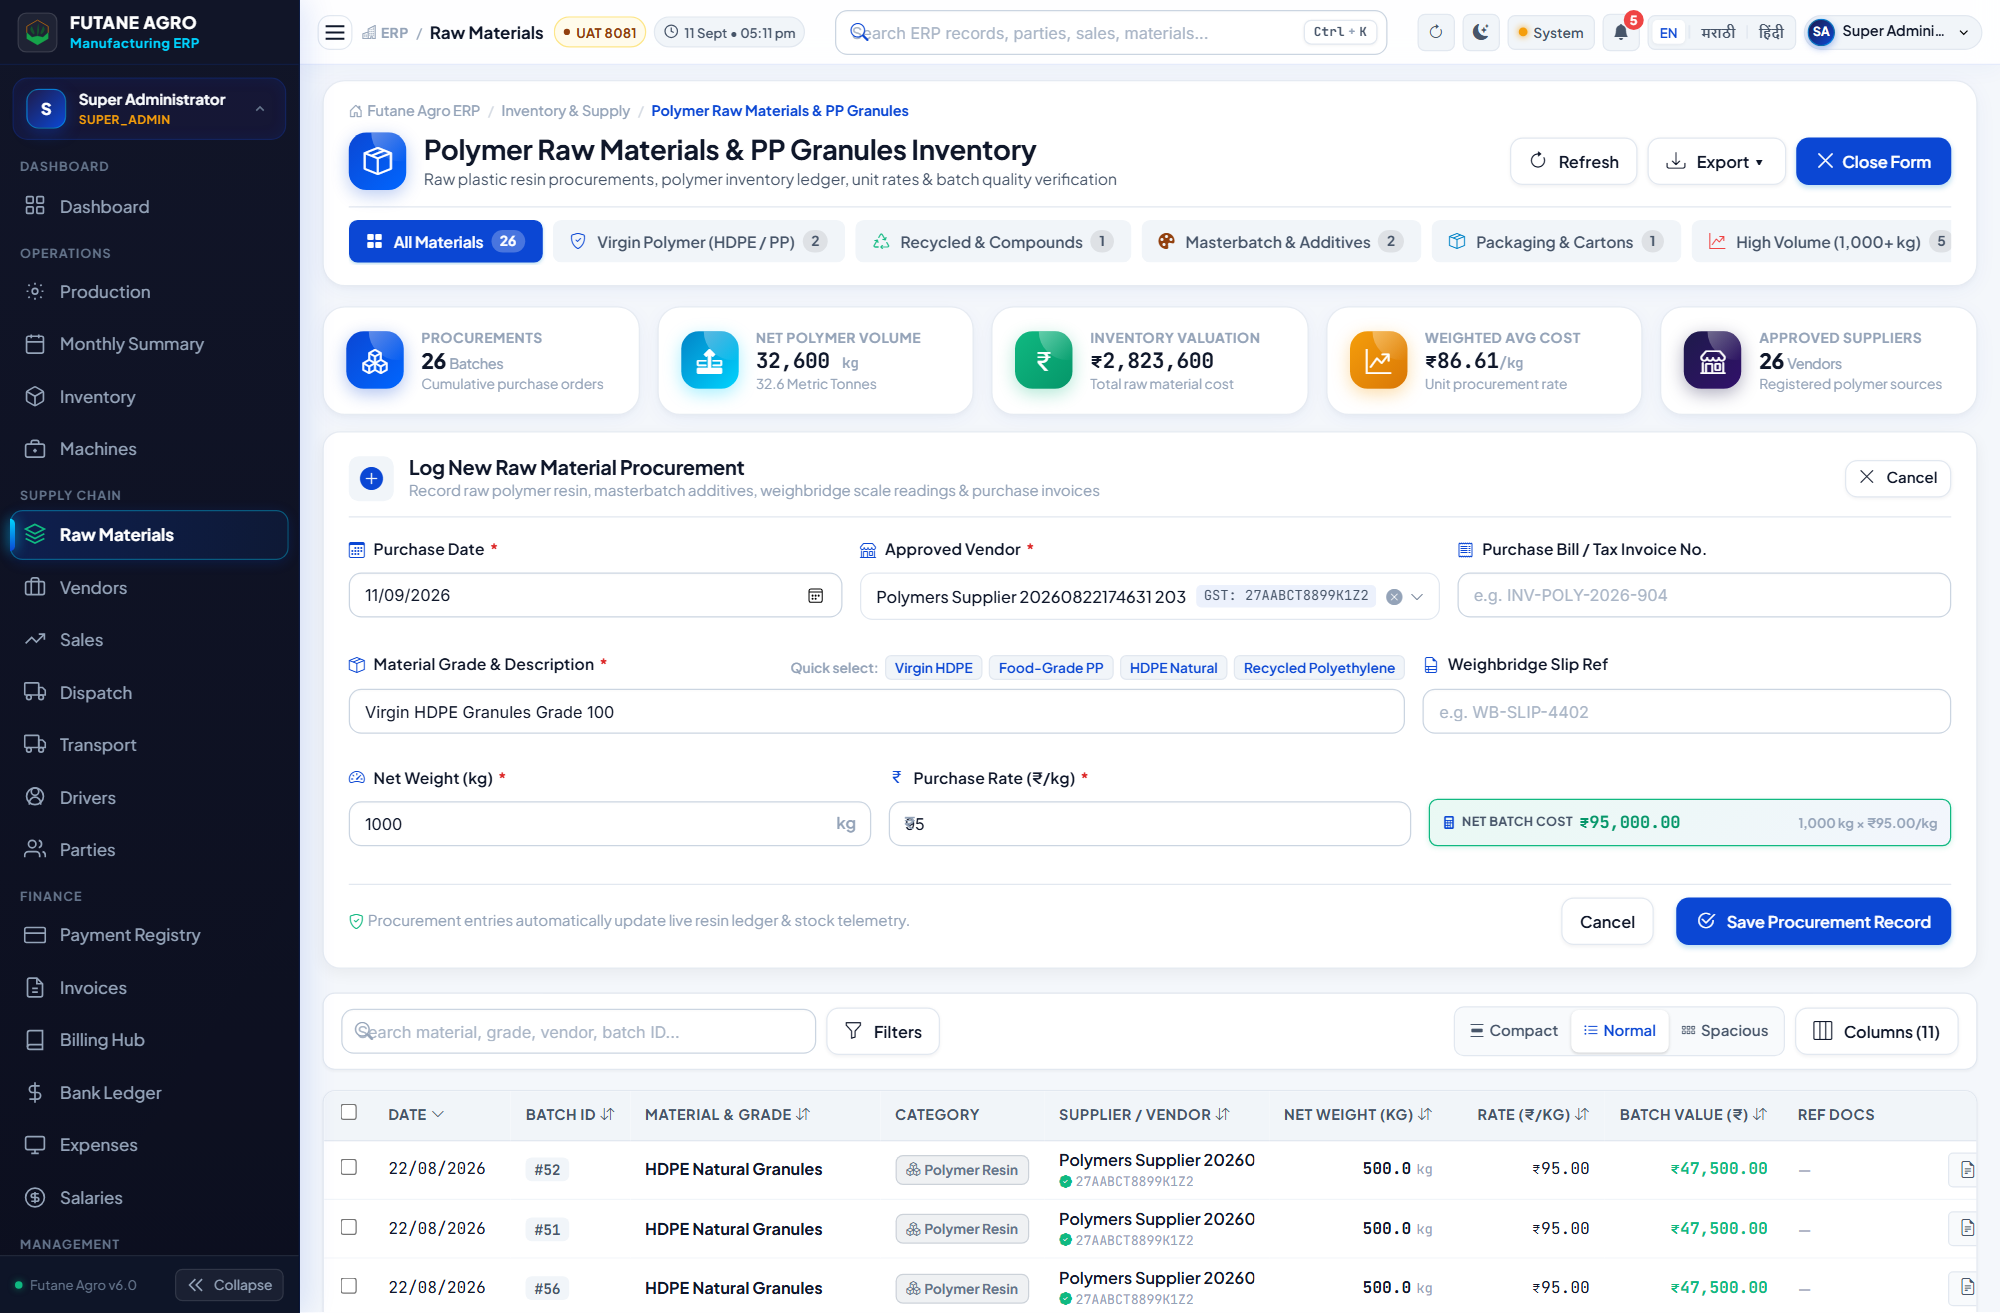 FUTANE AGRO
Manufacturing ERP
S
Super Administrator
SUPER_ADMIN
DASHBOARD
Dashboard
OPERATIONS
Production
Monthly Summary
Inventory
Machines
SUPPLY CHAIN
Raw Materials
Vendors
Sales
Dispatch
Transport
Drivers
Parties
FINANCE
Payment Registry
Invoices
Billing Hub
Bank Ledger
Expenses
Salaries
MANAGEMENT
Futane Agro v6.0
Collapse
ERP / Raw Materials
UAT 8081
11 Sept • 05:11 pm
Search ERP records, parties, sales, materials...
Ctrl + K
System
5
EN
मराठी
हिंदी
SA
Super Admini...
Futane Agro ERP / Inventory & Supply / Polymer Raw Materials & PP Granules
Polymer Raw Materials & PP Granules Inventory
Raw plastic resin procurements, polymer inventory ledger, unit rates & batch quality verification
Refresh
Export ▾
Close Form
All Materials 26
Virgin Polymer (HDPE / PP) 2
Recycled & Compounds 1
Masterbatch & Additives 2
Packaging & Cartons 1
High Volume (1,000+ kg) 5
PROCUREMENTS
26 Batches
Cumulative purchase orders
NET POLYMER VOLUME
32,600 kg
32.6 Metric Tonnes
₹
INVENTORY VALUATION
₹2,823,600
Total raw material cost
WEIGHTED AVG COST
₹86.61/kg
Unit procurement rate
APPROVED SUPPLIERS
26 Vendors
Registered polymer sources
Log New Raw Material Procurement
Record raw polymer resin, masterbatch additives, weighbridge scale readings & purchase invoices
Cancel
Purchase Date *
11/09/2026
Approved Vendor *
Polymers Supplier 20260822174631 203 GST: 27AABCT8899K1Z2
Purchase Bill / Tax Invoice No.
e.g. INV-POLY-2026-904
Material Grade & Description *
Quick select: Virgin HDPE Food-Grade PP HDPE Natural Recycled Polyethylene
Virgin HDPE Granules Grade 100
Weighbridge Slip Ref
e.g. WB-SLIP-4402
Net Weight (kg) *
1000 kg
₹ Purchase Rate (₹/kg) *
95
NET BATCH COST ₹95,000.00
1,000 kg × ₹95.00/kg
Procurement entries automatically update live resin ledger & stock telemetry.
Cancel
Save Procurement Record
Search material, grade, vendor, batch ID...
Filters
Compact
Normal
Spacious
Columns (11)
DATE BATCH ID MATERIAL & GRADE CATEGORY SUPPLIER / VENDOR NET WEIGHT (KG) RATE (₹/KG) BATCH VALUE (₹) REF DOCS
22/08/2026 #52 HDPE Natural Granules Polymer Resin Polymers Supplier 20260 500.0 kg ₹95.00 ₹47,500.00 —
27AABCT8899K1Z2
22/08/2026 #51 HDPE Natural Granules Polymer Resin Polymers Supplier 20260 500.0 kg ₹95.00 ₹47,500.00 —
27AABCT8899K1Z2
22/08/2026 #56 HDPE Natural Granules Polymer Resin Polymers Supplier 20260 500.0 kg ₹95.00 ₹47,500.00 —
27AABCT8899K1Z2